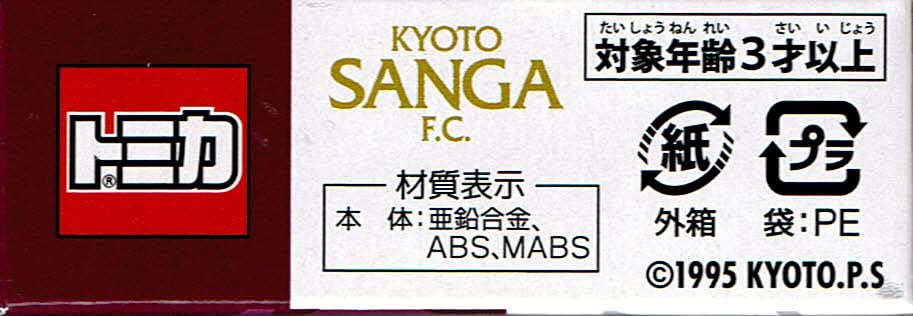 トミカ®
KYOTO
SANGA
F.C.
たいしょうねんれい さいいじょう
対象年齢3才以上
材質表示
本 体:亜鉛合金、
ABS、MABS
紙
外箱
プラ
袋:PE
©1995 KYOTO.P.S